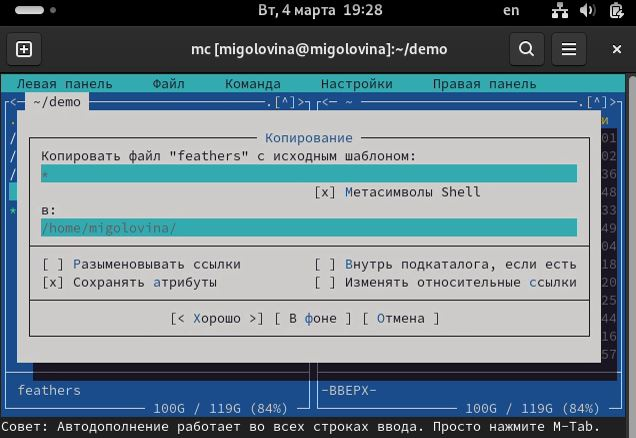 Вт, 4 марта 19:28 en
mc [migolovina@migolovina]:~/demo
Левая панель Файл Команда Настройки Правая панель
<— ~/demo .[^]> <— ~ .[^]>
Копирование
Копировать файл "feathers" с исходным шаблоном:
*
[x] Метасимволы Shell
в:
/home/migolovina/
[ ] Разыменовывать ссылки [ ] Внутрь подкаталога, если есть
[x] Сохранять атрибуты [ ] Изменять относительные ссылки
[< Хорошо >] [ В фоне ] [ Отмена ]
feathers -ВВЕРХ-
100G / 119G (84%) 100G / 119G (84%)
Совет: Автодополнение работает во всех строках ввода. Просто нажмите M-Tab.